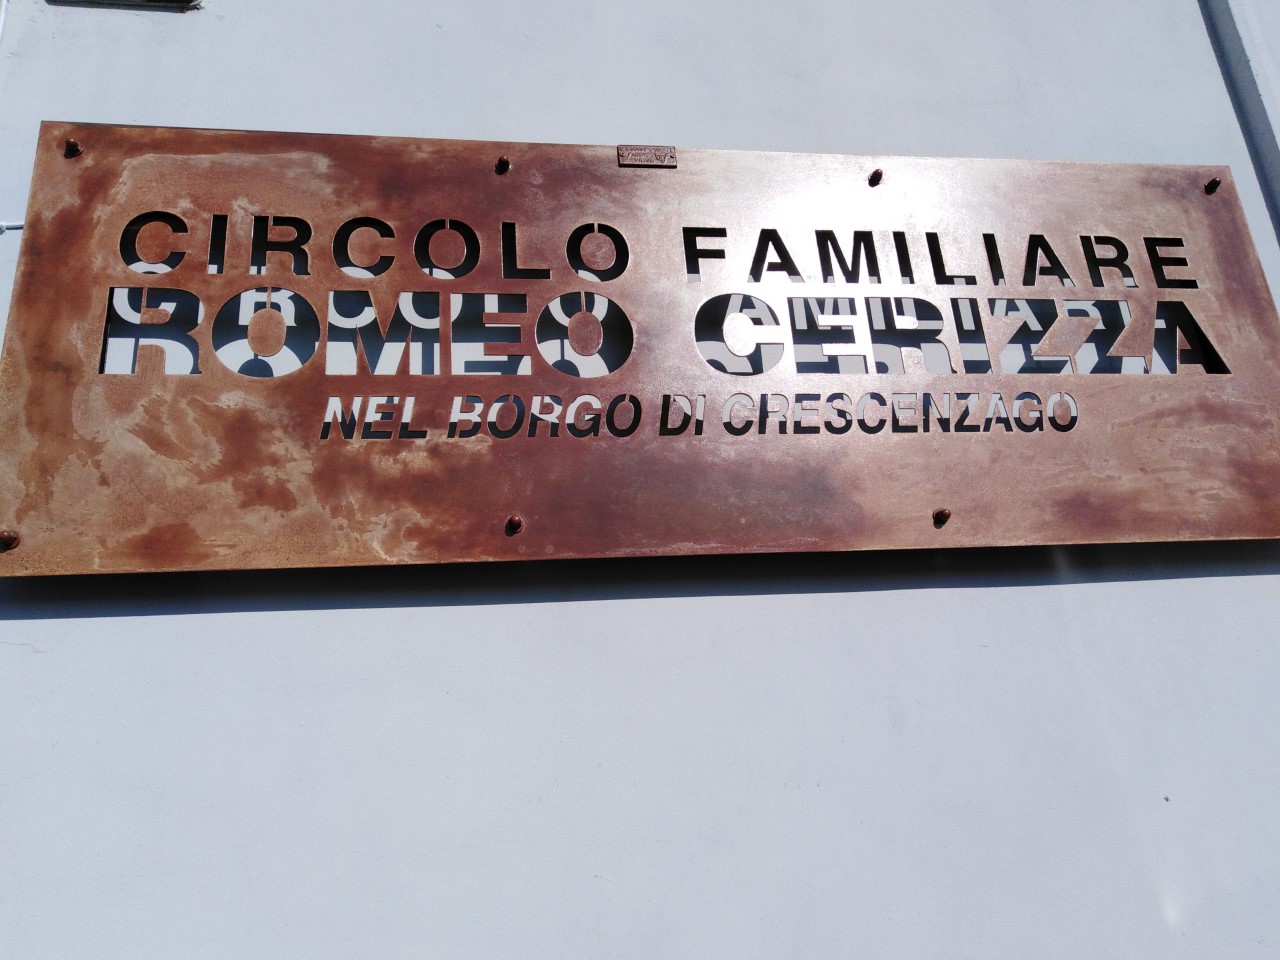 CIRCOLO FAMILIARE
ROMEO CERIZZA
NEL BORGO DI CRESCENZAGO